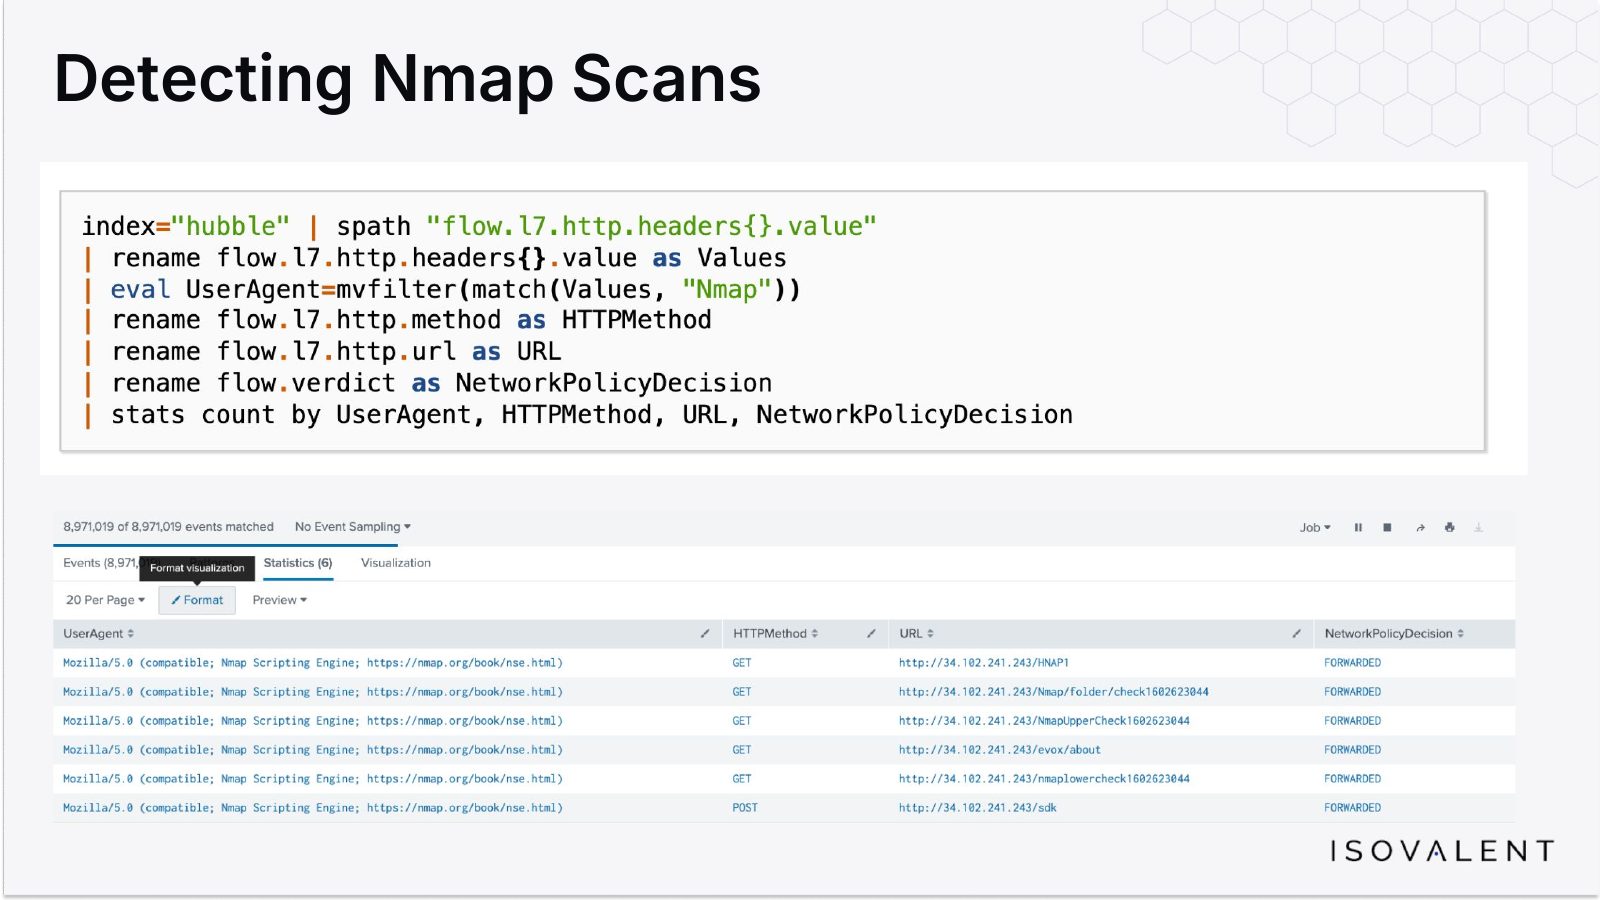 Detecting Nmap Scans
index="hubble" | spath "flow.l7.http.headers{}.value"
| rename flow.l7.http.headers{}.value as Values
| eval UserAgent=mvfilter(match(Values, "Nmap"))
| rename flow.l7.http.method as HTTPMethod
| rename flow.l7.http.url as URL
| rename flow.verdict as NetworkPolicyDecision
| stats count by UserAgent, HTTPMethod, URL, NetworkPolicyDecision
8,971,019 of 8,971,019 events matched No Event Sampling Job
Events (8,971, Format visualization Statistics (6) Visualization
20 Per Page Format Preview
UserAgent HTTPMethod URL NetworkPolicyDecision
Mozilla/5.0 (compatible; Nmap Scripting Engine; https://nmap.org/book/nse.html) GET http://34.102.241.243/HNAP1 FORWARDED
Mozilla/5.0 (compatible; Nmap Scripting Engine; https://nmap.org/book/nse.html) GET http://34.102.241.243/Nmap/folder/check1602623044 FORWARDED
Mozilla/5.0 (compatible; Nmap Scripting Engine; https://nmap.org/book/nse.html) GET http://34.102.241.243/NmapUpperCheck1602623044 FORWARDED
Mozilla/5.0 (compatible; Nmap Scripting Engine; https://nmap.org/book/nse.html) GET http://34.102.241.243/evox/about FORWARDED
Mozilla/5.0 (compatible; Nmap Scripting Engine; https://nmap.org/book/nse.html) GET http://34.102.241.243/nmaplowercheck1602623044 FORWARDED
Mozilla/5.0 (compatible; Nmap Scripting Engine; https://nmap.org/book/nse.html) POST http://34.102.241.243/sdk FORWARDED
ISOVALENT